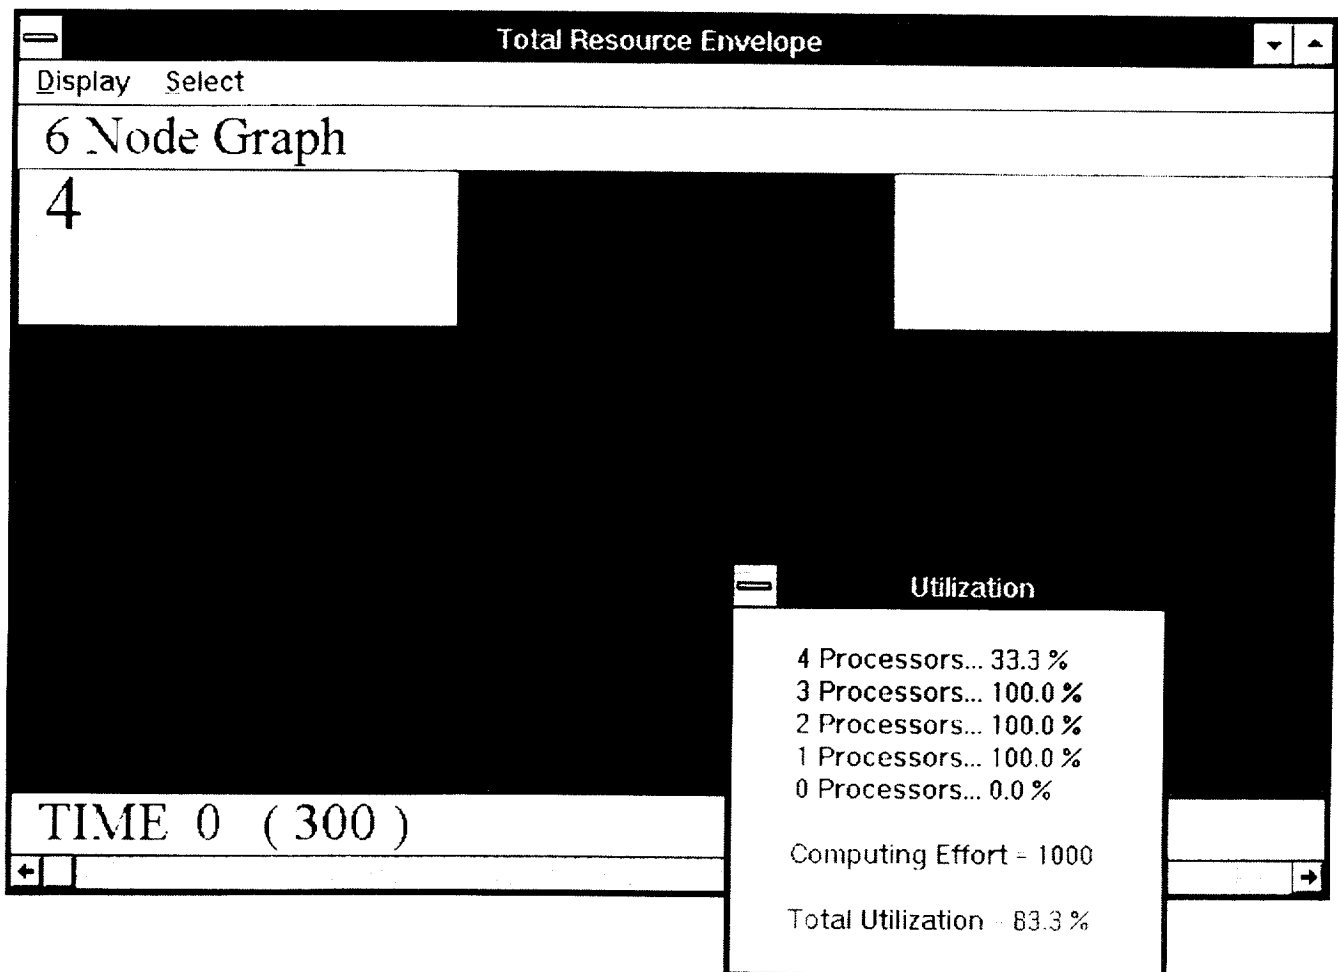 Total Resource Envelope
Display Select
6 Node Graph
4
Utilization
4 Processors... 33.3 %
3 Processors... 100.0 %
2 Processors... 100.0 %
1 Processors... 100.0 %
0 Processors... 0.0 %
Computing Effort = 1000
Total Utilization - 83.3 %
TIME 0 ( 300 )